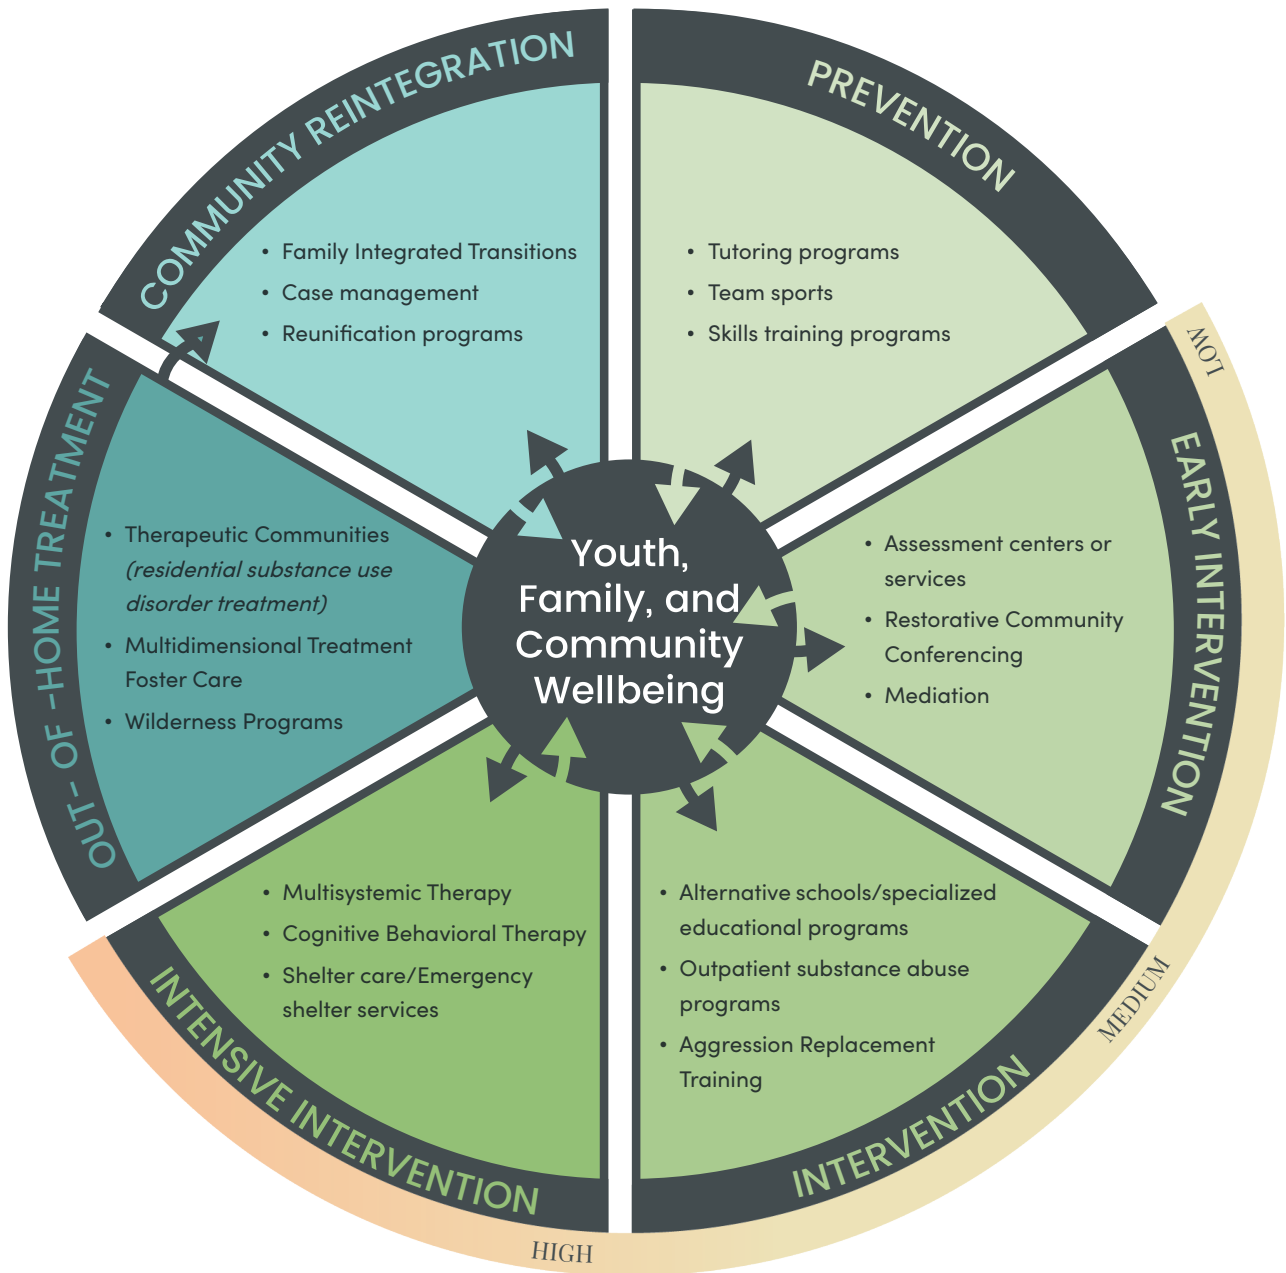 COMMUNITY REINTEGRATION
• Family Integrated Transitions
• Case management
• Reunification programs
PREVENTION
• Tutoring programs
• Team sports
• Skills training programs
LOW
EARLY INTERVENTION
• Assessment centers or
services
• Restorative Community
Conferencing
• Mediation
MEDIUM
INTERVENTION
• Alternative schools/specialized
educational programs
• Outpatient substance abuse
programs
• Aggression Replacement
Training
HIGH
INTENSIVE INTERVENTION
• Multisystemic Therapy
• Cognitive Behavioral Therapy
• Shelter care/Emergency
shelter services
OUT- OF -HOME TREATMENT
• Therapeutic Communities
(residential substance use
disorder treatment)
• Multidimensional Treatment
Foster Care
• Wilderness Programs
Youth,
Family, and
Community
Wellbeing